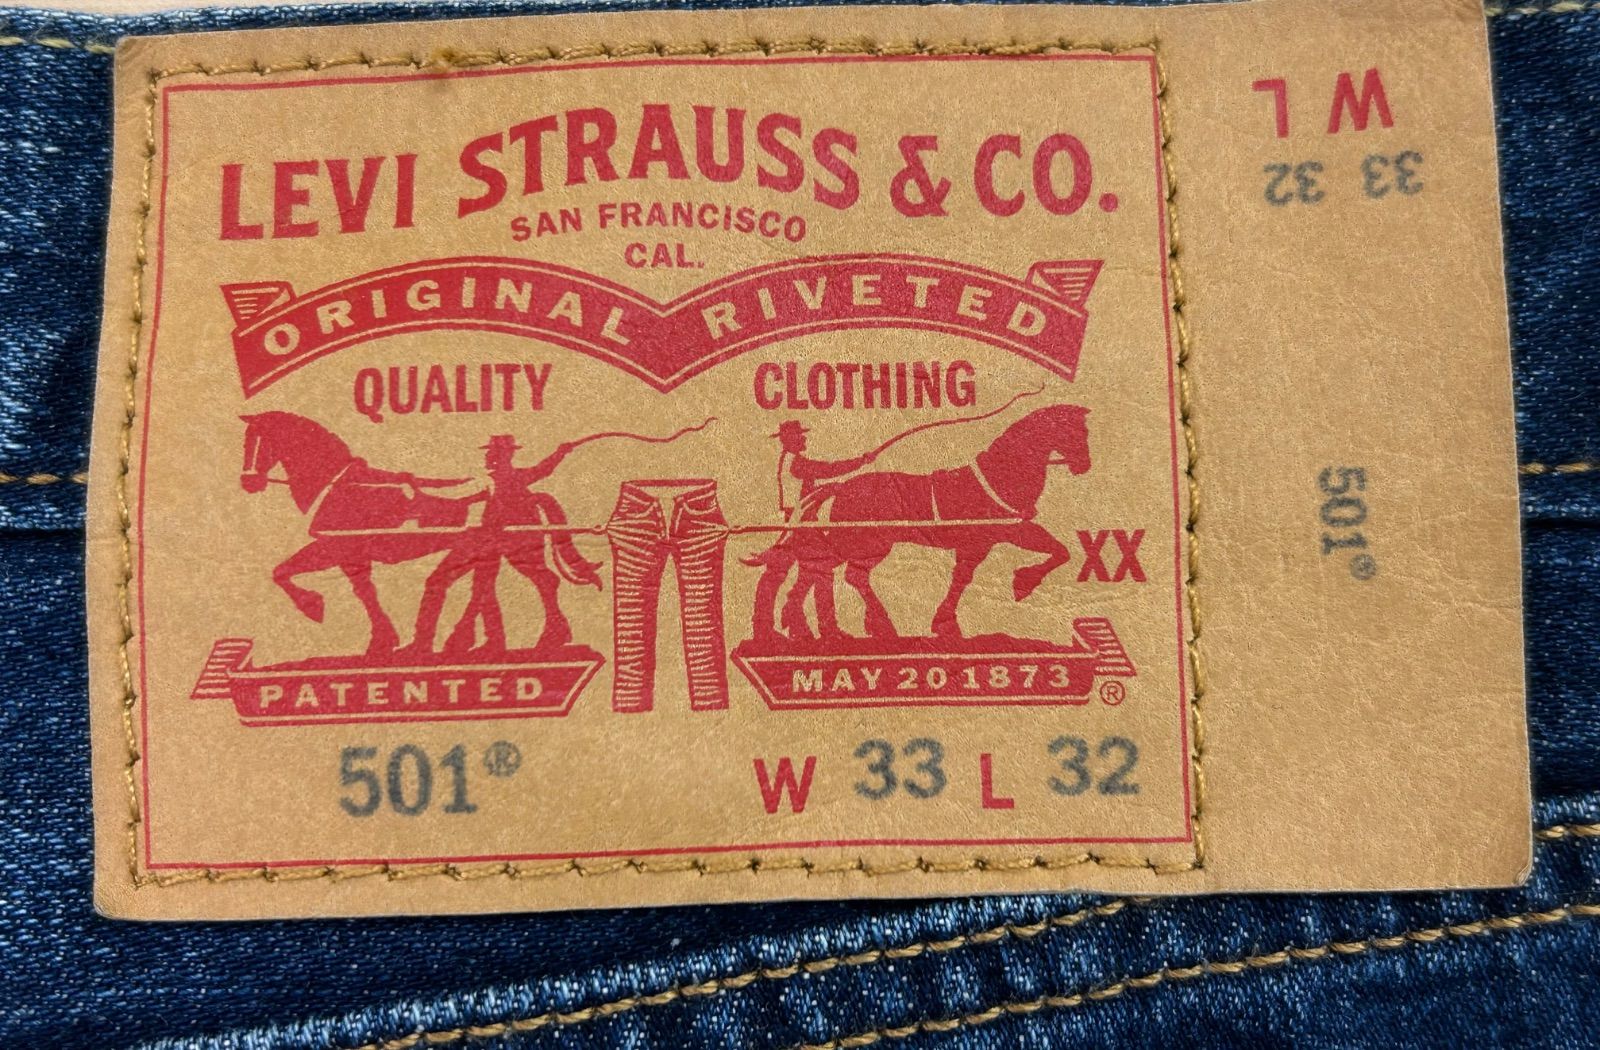 LEVI STRAUSS & CO.
SAN FRANCISCO
CAL.
ORIGINAL RIVETED
QUALITY CLOTHING
XX
PATENTED MAY 20 1873 ®
501® W 33 L 32
W L
33 32
501®